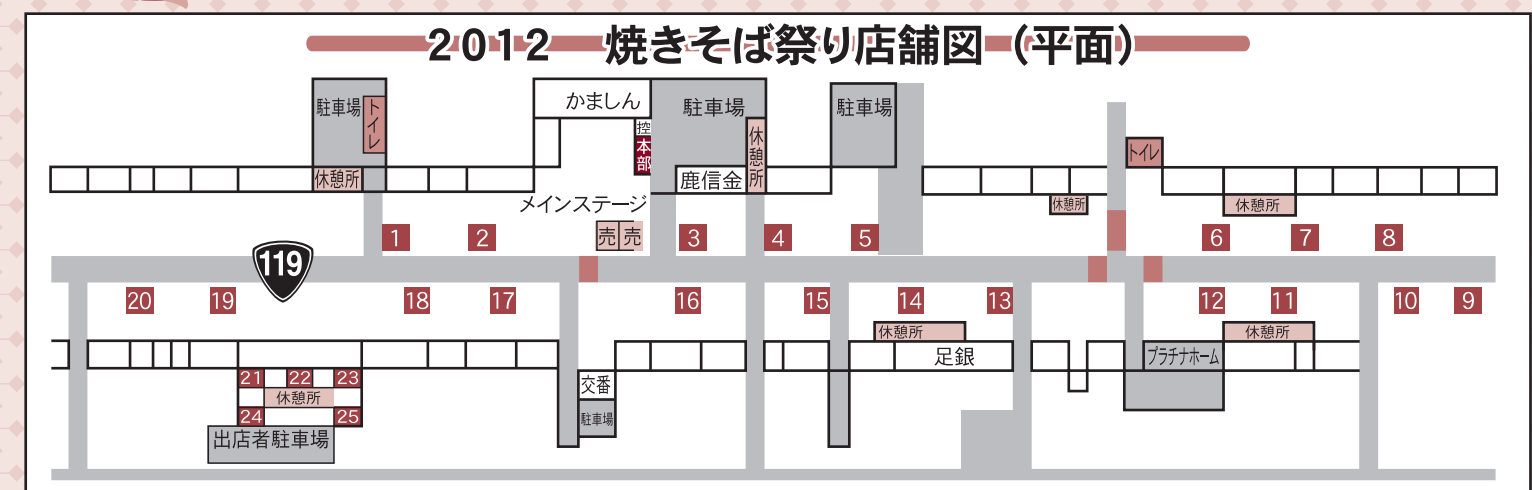 2012 焼きそば祭り店舗図（平面）
駐車場
トイレ
休憩所
かましん
控
本部
駐車場
休憩所
鹿信金
駐車場
トイレ
休憩所
休憩所
メインステージ
売 売
1 2 3 4 5 6 7 8
119
20 19 18 17 16 15 14 13 12 11 10 9
休憩所
足銀
プラチナホーム
休憩所
交番
駐車場
21 22 23
休憩所
24 25
出店者駐車場